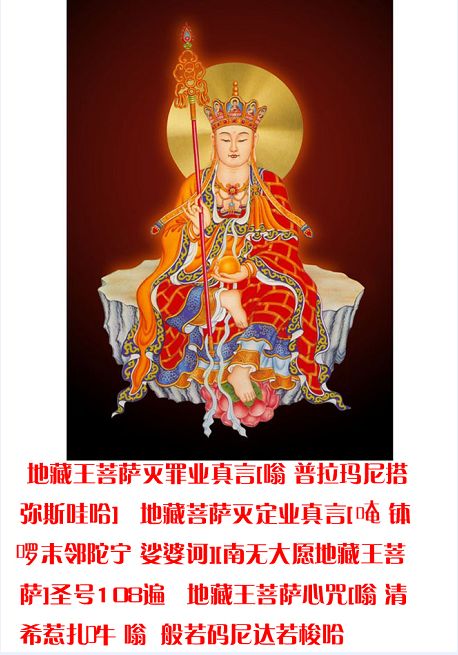 地藏王菩萨灭罪业真言[嗡 普拉玛尼搭
弥斯哇哈] 地藏菩萨灭定业真言[唵 钵
啰末邻陀宁 娑婆诃][南无大愿地藏王菩
萨]圣号108遍 地藏王菩萨心咒[嗡 清
希惹扎吽 嗡 般若码尼达若梭哈